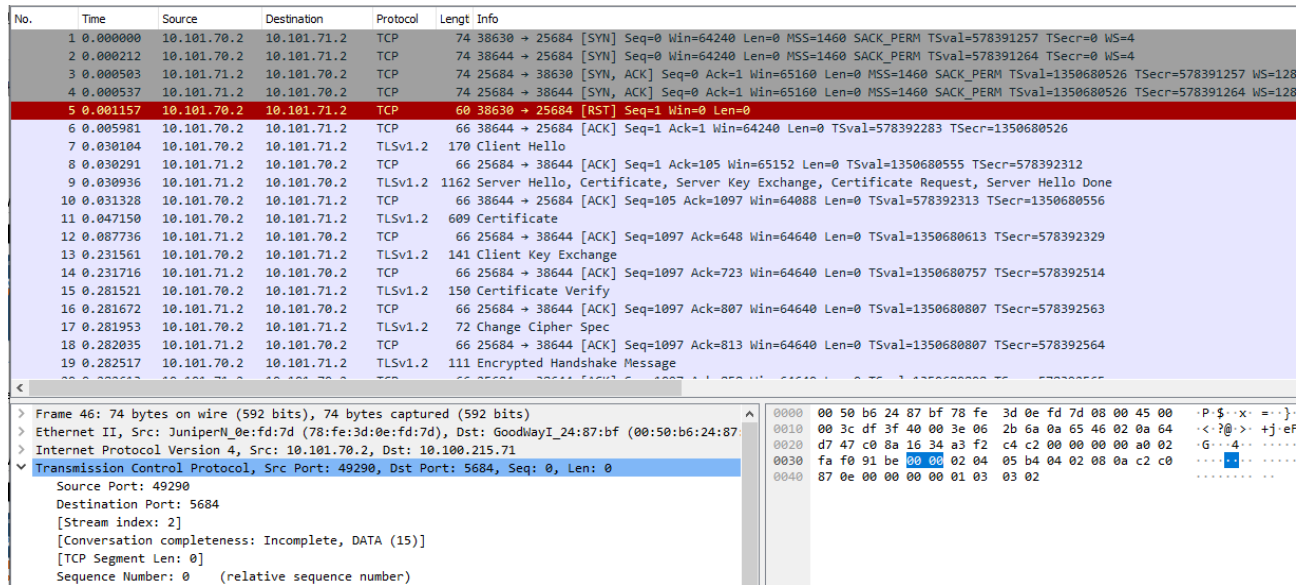 No. Time Source Destination Protocol Lengt Info
1 0.000000 10.101.70.2 10.101.71.2 TCP 74 38630 → 25684 [SYN] Seq=0 Win=64240 Len=0 MSS=1460 SACK_PERM TSval=578391257 TSecr=0 WS=4
2 0.000212 10.101.70.2 10.101.71.2 TCP 74 38644 → 25684 [SYN] Seq=0 Win=64240 Len=0 MSS=1460 SACK_PERM TSval=578391264 TSecr=0 WS=4
3 0.000503 10.101.71.2 10.101.70.2 TCP 74 25684 → 38630 [SYN, ACK] Seq=0 Ack=1 Win=65160 Len=0 MSS=1460 SACK_PERM TSval=1350680526 TSecr=578391257 WS=128
4 0.000537 10.101.71.2 10.101.70.2 TCP 74 25684 → 38644 [SYN, ACK] Seq=0 Ack=1 Win=65160 Len=0 MSS=1460 SACK_PERM TSval=1350680526 TSecr=578391264 WS=128
5 0.001157 10.101.70.2 10.101.71.2 TCP 60 38630 → 25684 [RST] Seq=1 Win=0 Len=0
6 0.005981 10.101.70.2 10.101.71.2 TCP 66 38644 → 25684 [ACK] Seq=1 Ack=1 Win=64240 Len=0 TSval=578392283 TSecr=1350680526
7 0.030104 10.101.70.2 10.101.71.2 TLSv1.2 170 Client Hello
8 0.030291 10.101.71.2 10.101.70.2 TCP 66 25684 → 38644 [ACK] Seq=1 Ack=105 Win=65152 Len=0 TSval=1350680555 TSecr=578392312
9 0.030936 10.101.71.2 10.101.70.2 TLSv1.2 1162 Server Hello, Certificate, Server Key Exchange, Certificate Request, Server Hello Done
10 0.031328 10.101.70.2 10.101.71.2 TCP 66 38644 → 25684 [ACK] Seq=105 Ack=1097 Win=64088 Len=0 TSval=578392313 TSecr=1350680556
11 0.047150 10.101.70.2 10.101.71.2 TLSv1.2 609 Certificate
12 0.087736 10.101.71.2 10.101.70.2 TCP 66 25684 → 38644 [ACK] Seq=1097 Ack=648 Win=64640 Len=0 TSval=1350680613 TSecr=578392329
13 0.231561 10.101.70.2 10.101.71.2 TLSv1.2 141 Client Key Exchange
14 0.231716 10.101.71.2 10.101.70.2 TCP 66 25684 → 38644 [ACK] Seq=1097 Ack=723 Win=64640 Len=0 TSval=1350680757 TSecr=578392514
15 0.281521 10.101.70.2 10.101.71.2 TLSv1.2 150 Certificate Verify
16 0.281672 10.101.71.2 10.101.70.2 TCP 66 25684 → 38644 [ACK] Seq=1097 Ack=807 Win=64640 Len=0 TSval=1350680807 TSecr=578392563
17 0.281953 10.101.70.2 10.101.71.2 TLSv1.2 72 Change Cipher Spec
18 0.282035 10.101.71.2 10.101.70.2 TCP 66 25684 → 38644 [ACK] Seq=1097 Ack=813 Win=64640 Len=0 TSval=1350680807 TSecr=578392564
19 0.282517 10.101.70.2 10.101.71.2 TLSv1.2 111 Encrypted Handshake Message
Frame 46: 74 bytes on wire (592 bits), 74 bytes captured (592 bits)
Ethernet II, Src: JuniperN_0e:fd:7d (78:fe:3d:0e:fd:7d), Dst: GoodWayI_24:87:bf (00:50:b6:24:87:
Internet Protocol Version 4, Src: 10.101.70.2, Dst: 10.100.215.71
Transmission Control Protocol, Src Port: 49290, Dst Port: 5684, Seq: 0, Len: 0
Source Port: 49290
Destination Port: 5684
[Stream index: 2]
[Conversation completeness: Incomplete, DATA (15)]
[TCP Segment Len: 0]
Sequence Number: 0 (relative sequence number)
0000 00 50 b6 24 87 bf 78 fe 3d 0e fd 7d 08 00 45 00 ·P·$··x· =··}··E·
0010 00 3c df 3f 40 00 3e 06 2b 6a 0a 65 46 02 0a 64 ·<·?@·>· +j·eF··d
0020 d7 47 c0 8a 16 34 a3 f2 c4 c2 00 00 00 00 a0 02 ·G···4·· ········
0030 fa f0 91 be 00 00 02 04 05 b4 04 02 08 0a c2 c0 ········ ········
0040 87 0e 00 00 00 00 01 03 03 02 ········ ··